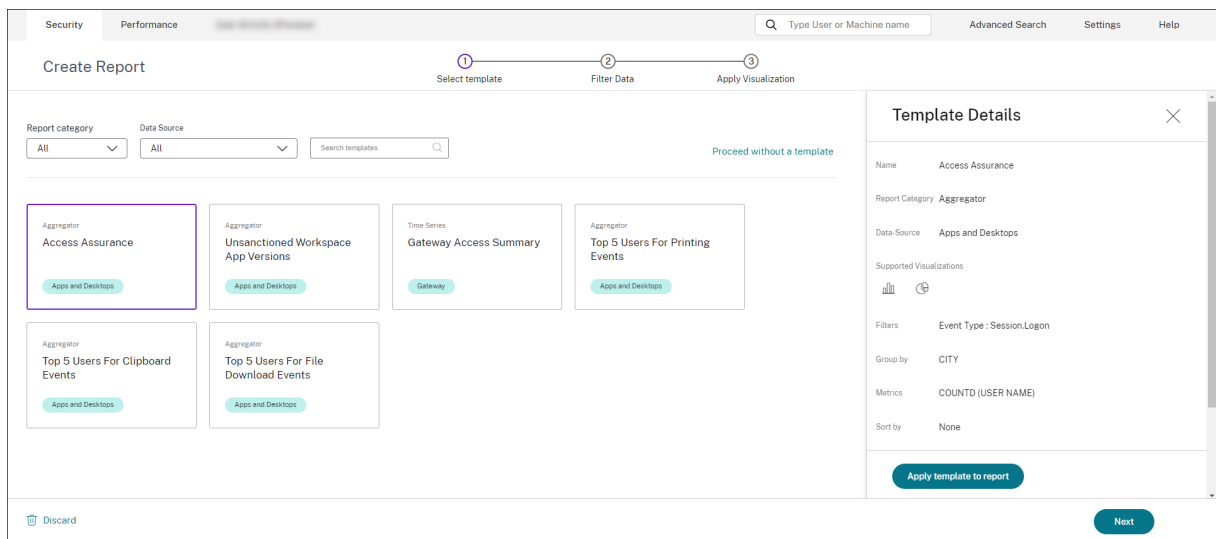 Security Performance
Type User or Machine name
Advanced Search Settings Help
Create Report
1 2 3
Select template Filter Data Apply Visualization
Report category Data Source
All All Search templates
Proceed without a template
Aggregator
Access Assurance
Apps and Desktops
Aggregator
Unsanctioned Workspace
App Versions
Apps and Desktops
Time Series
Gateway Access Summary
Gateway
Aggregator
Top 5 Users For Printing
Events
Apps and Desktops
Aggregator
Top 5 Users For Clipboard
Events
Apps and Desktops
Aggregator
Top 5 Users For File
Download Events
Apps and Desktops
Template Details
Name Access Assurance
Report Category Aggregator
Data-Source Apps and Desktops
Supported Visualizations
Filters Event Type : Session.Logon
Group by CITY
Metrics COUNTD (USER NAME)
Sort by None
Apply template to report
Discard
Next